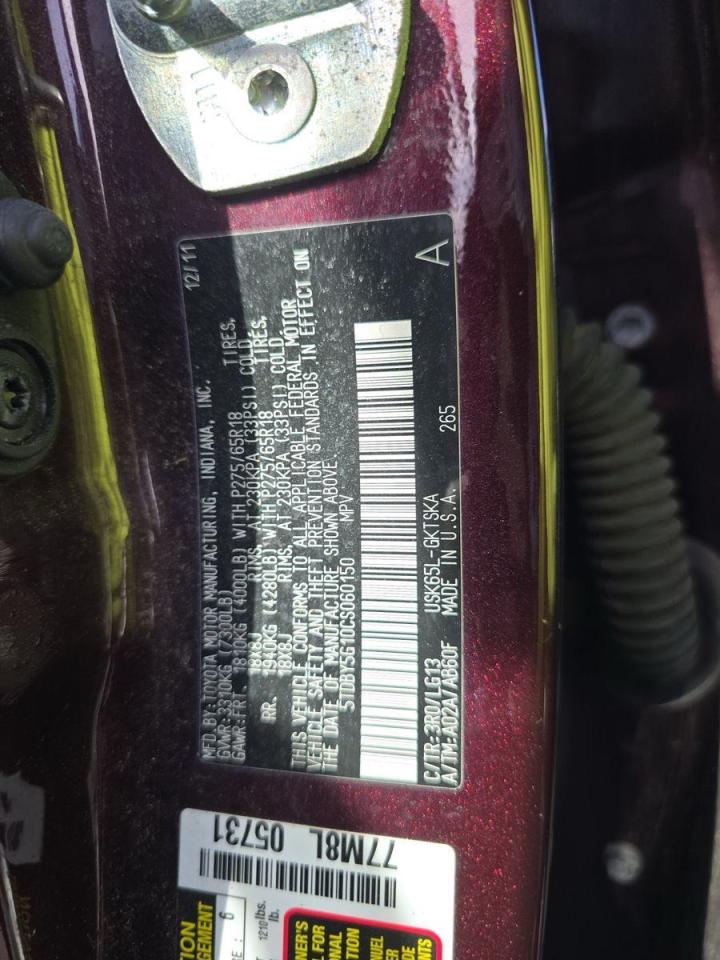 MFD.BY:TOYOTA MOTOR MANUFACTURING, INDIANA, INC. 12/11
GVWR:3310KG (7300LB)
GAWR:FRT. 1810KG (4000LB) WITH P275/65R18 TIRES,
18X8J RIMS, AT 230KPA (33PSI) COLD
RR. 1940KG (4280LB) WITH P275/65R18 TIRES,
18X8J RIMS, AT 230KPA (33PSI) COLD
THIS VEHICLE CONFORMS TO ALL APPLICABLE FEDERAL MOTOR
VEHICLE SAFETY AND THEFT PREVENTION STANDARDS IN EFFECT ON
THE DATE OF MANUFACTURE SHOWN ABOVE.
5TDBY5G10CS060150 MPV
C/TR:3R0/LG13 USK65L-GKTSKA 265
A/TM-A02A/AB60F MADE IN U.S.A. A
05731
77M8L
6
1210 lbs.
lb.